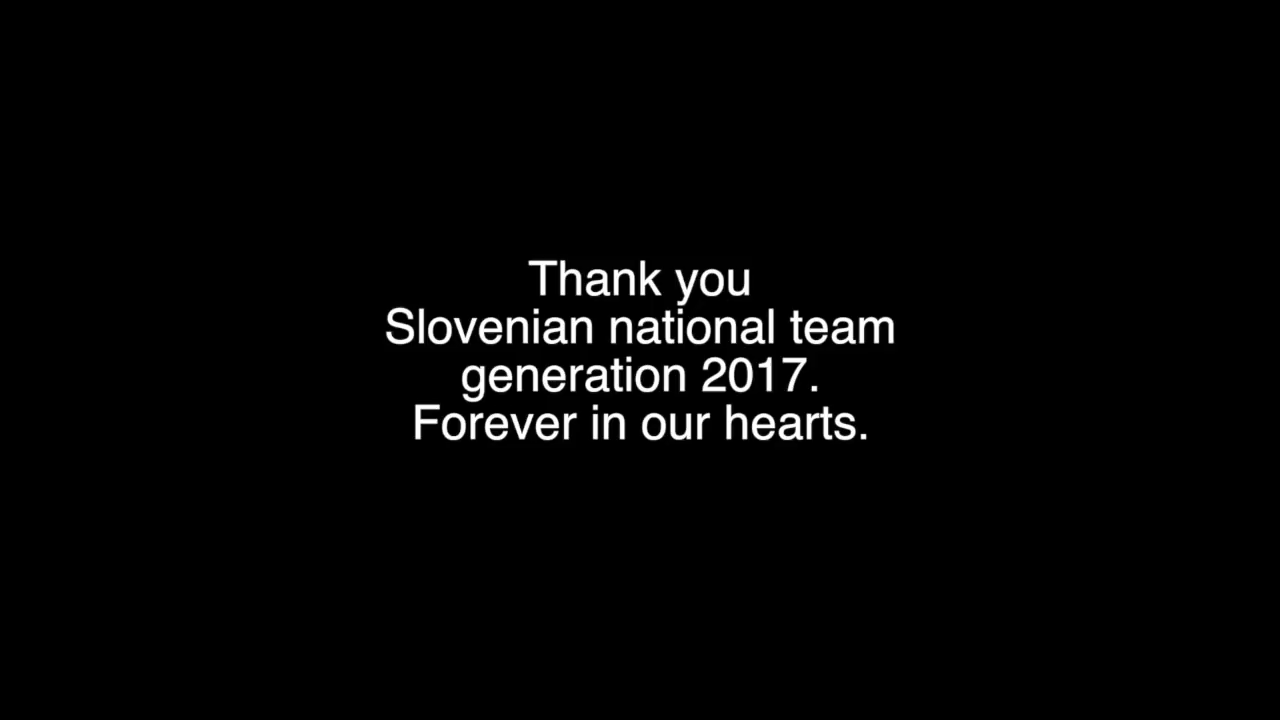 Thank you
Slovenian national team
generation 2017.
Forever in our hearts.